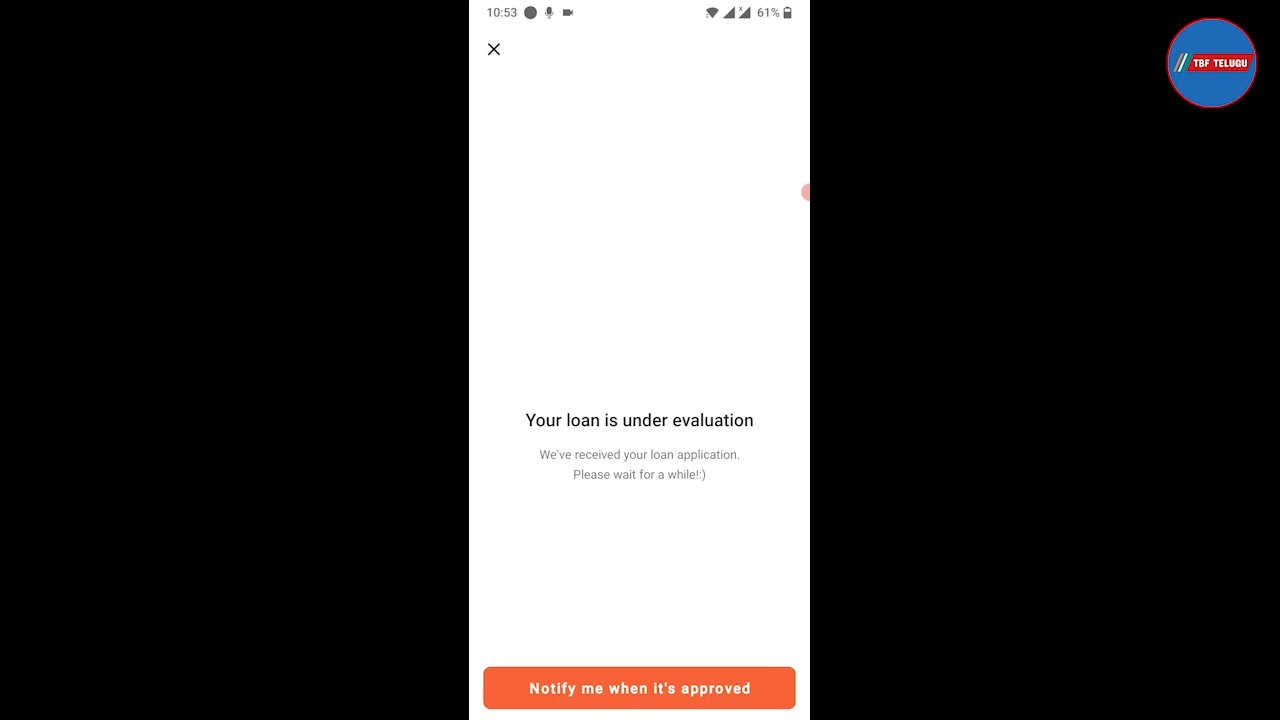 10:53
61%
TBF TELUGU
Your loan is under evaluation
We've received your loan application.
Please wait for a while!:)
Notify me when it's approved